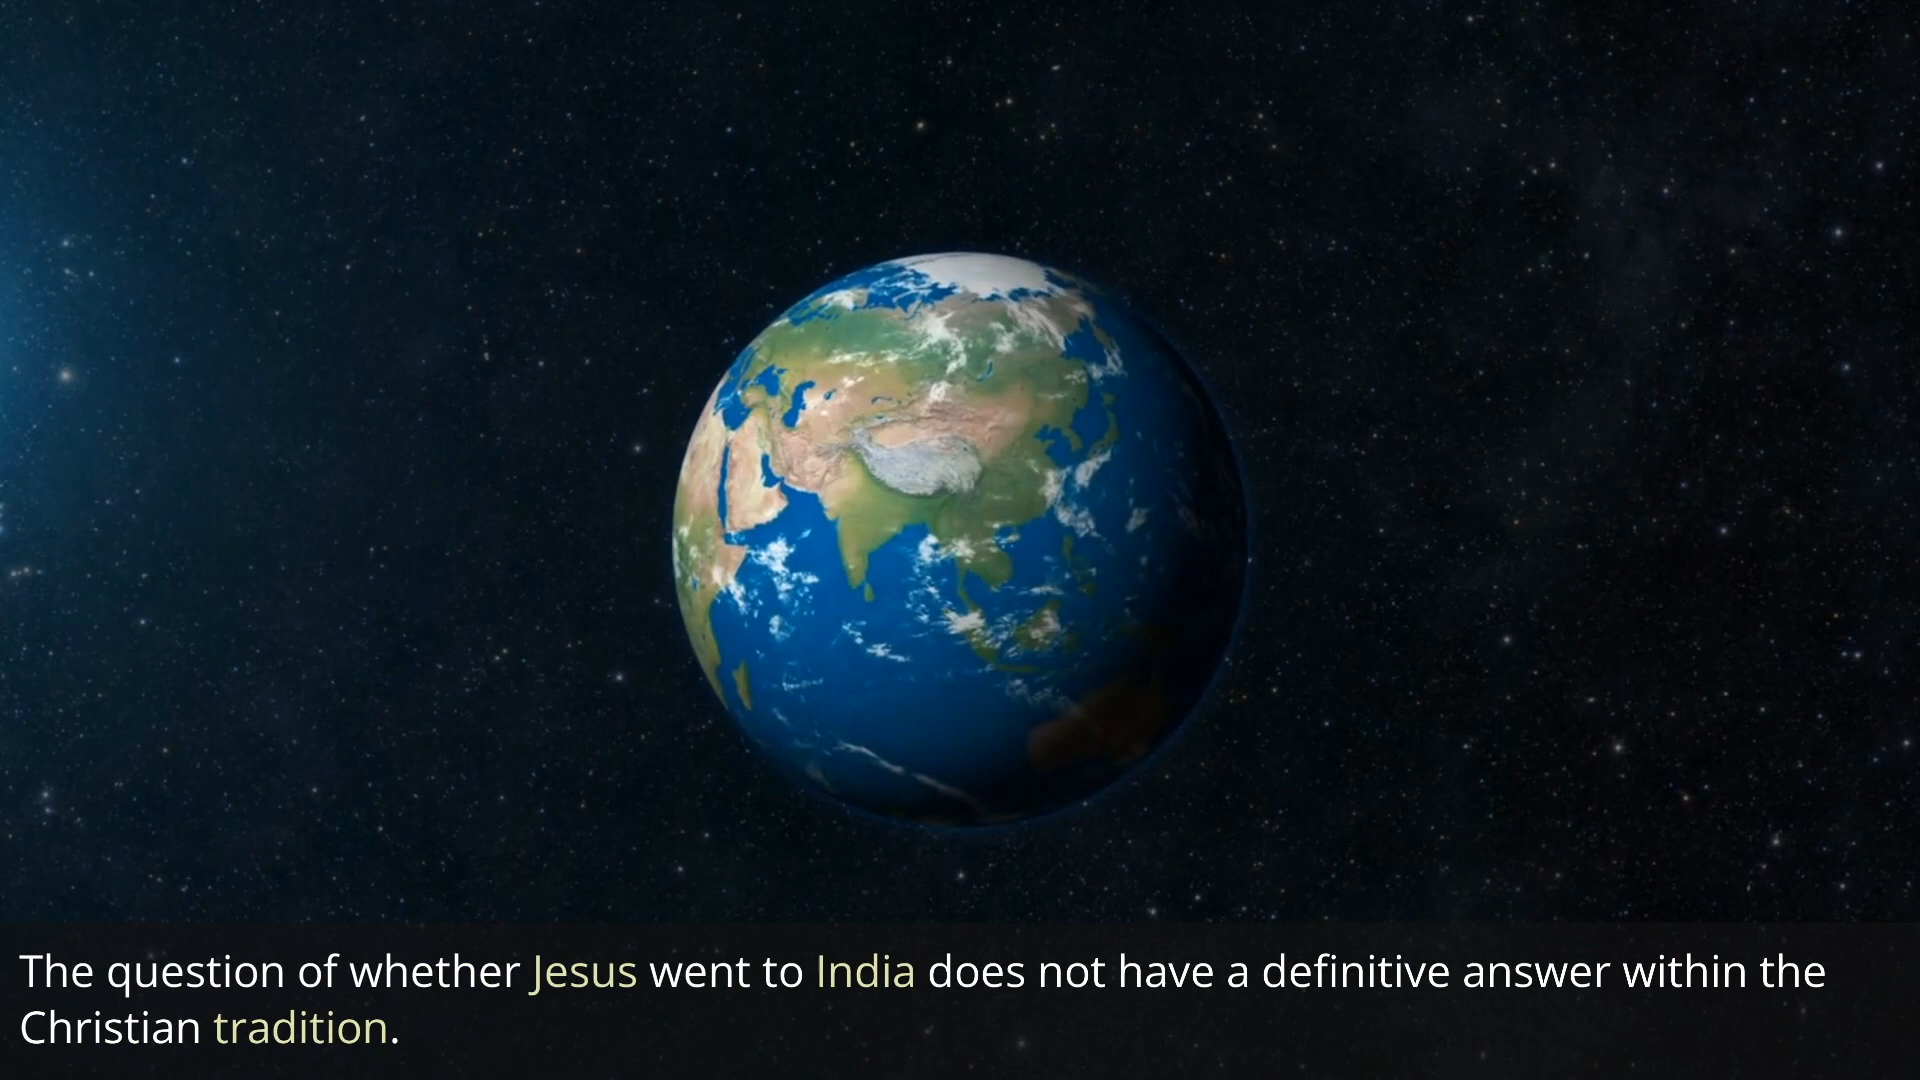 The question of whether Jesus went to India does not have a definitive answer within the
Christian tradition.